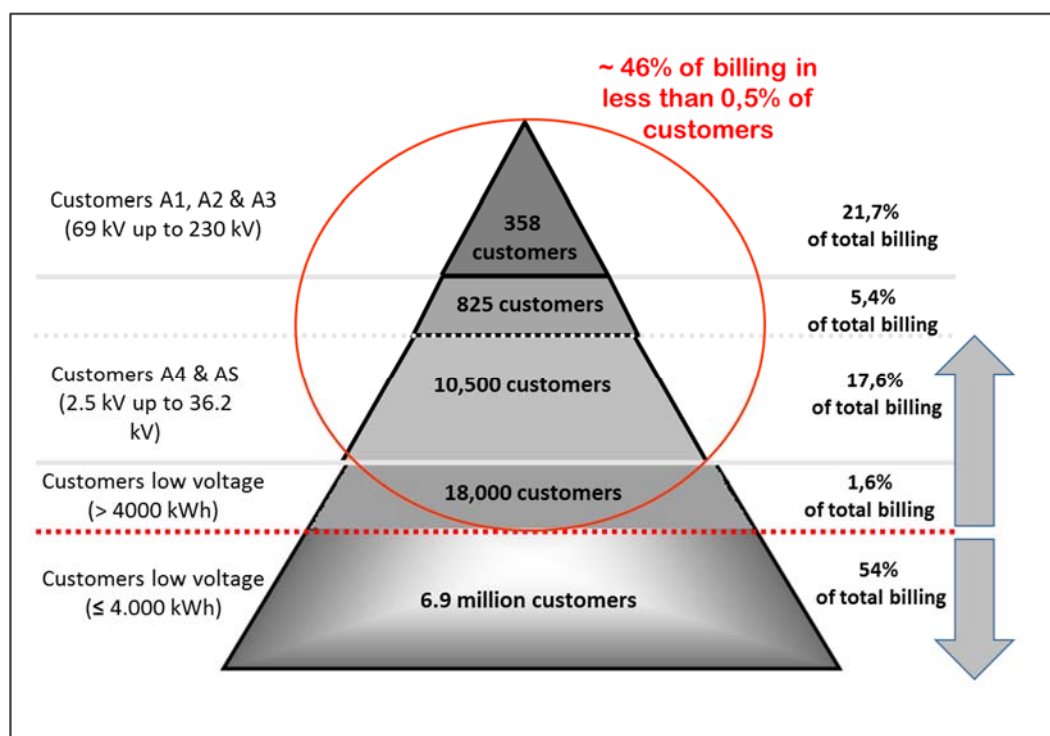 ~ 46% of billing in
less than 0,5% of
customers
Customers A1, A2 & A3
(69 kV up to 230 kV)
358
customers
21,7%
of total billing
825 customers
5,4%
of total billing
Customers A4 & AS
(2.5 kV up to 36.2
kV)
10,500 customers
17,6%
of total billing
Customers low voltage
(> 4000 kWh)
18,000 customers
1,6%
of total billing
Customers low voltage
(≤ 4.000 kWh)
6.9 million customers
54%
of total billing